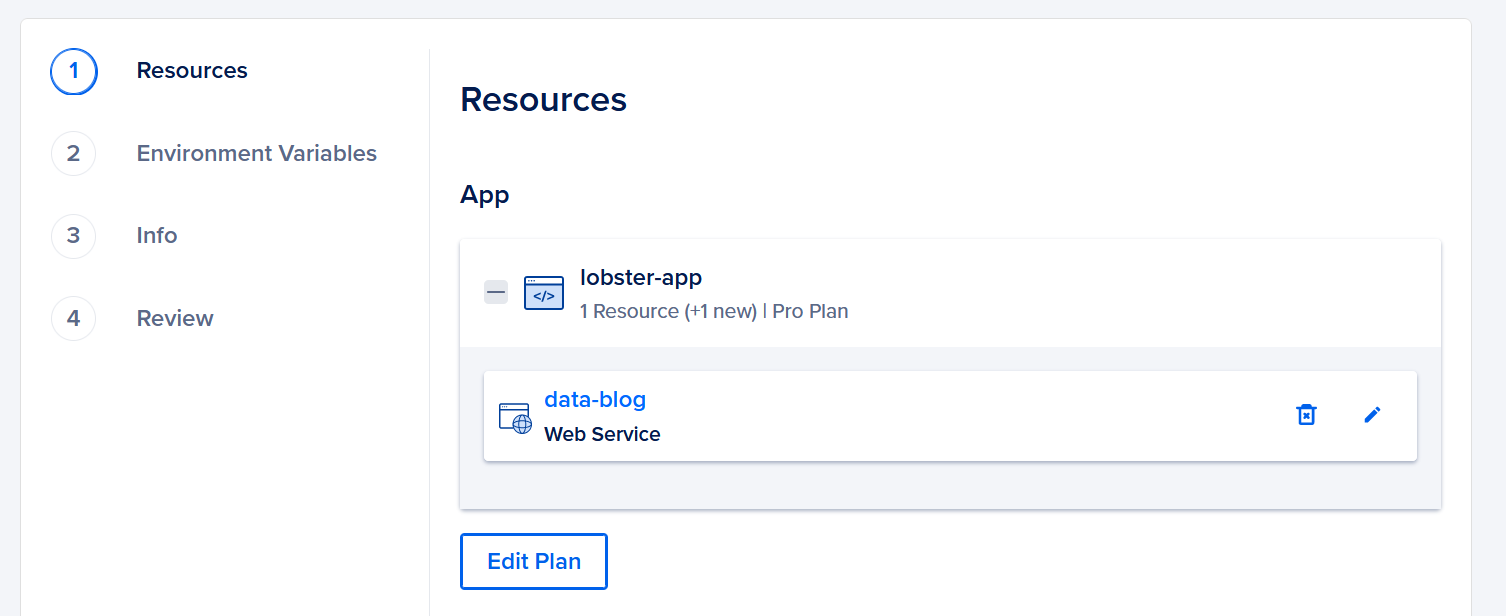 1 Resources
2 Environment Variables
3 Info
4 Review
Resources
App
</> lobster-app
1 Resource (+1 new) | Pro Plan
data-blog
Web Service
Edit Plan